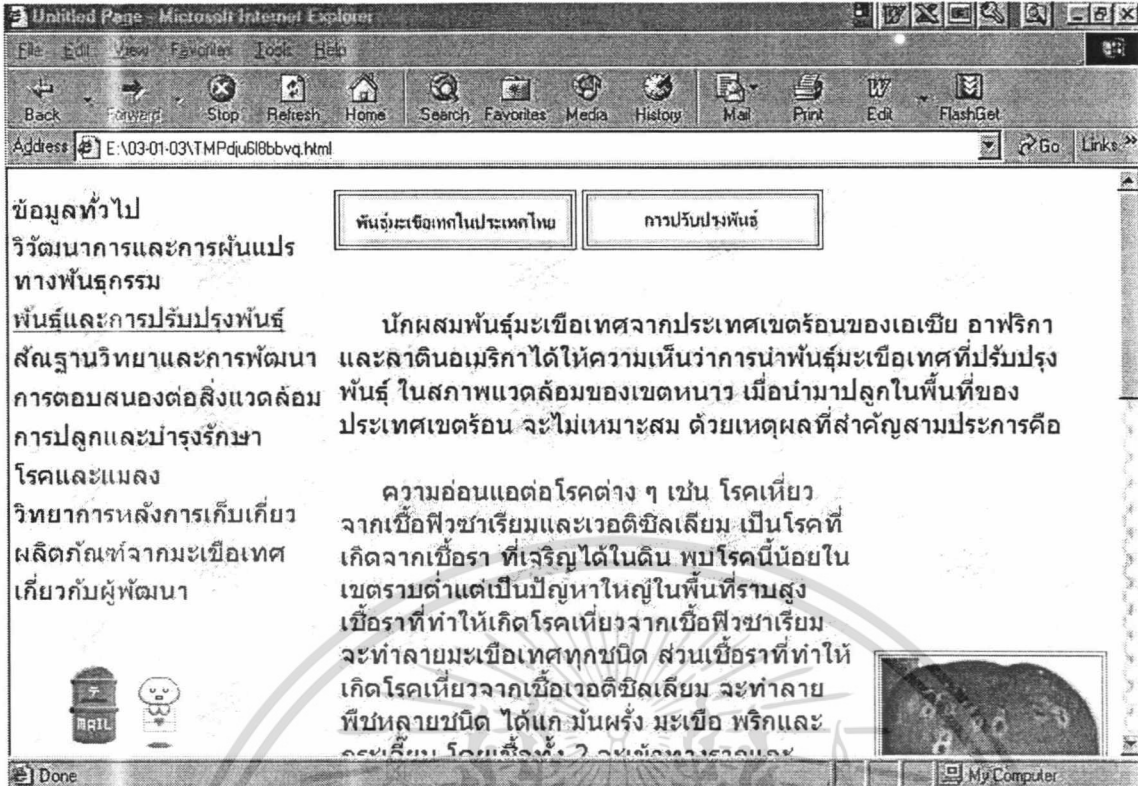 Untitled Page - Microsoft Internet Explorer
File Edit View Favorites Tools Help
Back Forward Stop Refresh Home Search Favorites Media History Mail Print Edit FlashGet
Address E:\03-01-03\TMPdju6l8bbvq.html Go Links »
ข้อมูลทั่วไป
วิวัฒนาการและการผันแปร
ทางพันธุกรรม
พันธุ์และการปรับปรุงพันธุ์
สัณฐานวิทยาและการพัฒนา
การตอบสนองต่อสิ่งแวดล้อม
การปลูกและบำรุงรักษา
โรคและแมลง
วิทยาการหลังการเก็บเกี่ยว
ผลิตภัณฑ์จากมะเขือเทศ
เกี่ยวกับผู้พัฒนา
テ
MAIL
พันธุ์มะเขือเทศในประเทศไทย
การปรับปรุงพันธุ์
นักผสมพันธุ์มะเขือเทศจากประเทศเขตร้อนของเอเซีย อาฟริกา
และลาตินอเมริกาได้ให้ความเห็นว่าการนำพันธุ์มะเขือเทศที่ปรับปรุง
พันธุ์ ในสภาพแวดล้อมของเขตหนาว เมื่อนำมาปลูกในพื้นที่ของ
ประเทศเขตร้อน จะไม่เหมาะสม ด้วยเหตุผลที่สำคัญสามประการคือ
ความอ่อนแอต่อโรคต่าง ๆ เช่น โรคเหี่ยว
จากเชื้อฟิวซาเรียมและเวอติซิลเลียม เป็นโรคที่
เกิดจากเชื้อรา ที่เจริญได้ในดิน พบโรคนี้น้อยใน
เขตราบต่ำแต่เป็นปัญหาใหญ่ในพื้นที่ราบสูง
เชื้อราที่ทำให้เกิดโรคเหี่ยวจากเชื้อฟิวซาเรียม
จะทำลายมะเขือเทศทุกชนิด ส่วนเชื้อราที่ทำให้
เกิดโรคเหี่ยวจากเชื้อเวอติซิลเลียม จะทำลาย
พืชหลายชนิด ได้แก่ มันฝรั่ง มะเขือ พริกและ
กระเจี๊ยบ โดยเชื้อทั้ง 2 จะเข้าทางรากและ
Done
My Computer